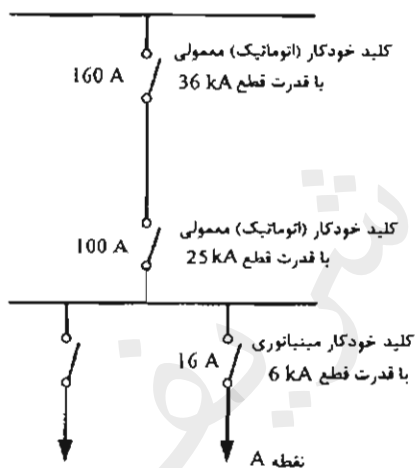 160 A
کلید خودکار (اتوماتیک) معمولی
با قدرت قطع 36 kA
100 A
کلید خودکار (اتوماتیک) معمولی
با قدرت قطع 25 kA
16 A
کلید خودکار مینیاتوری
با قدرت قطع 6 kA
نقطه A